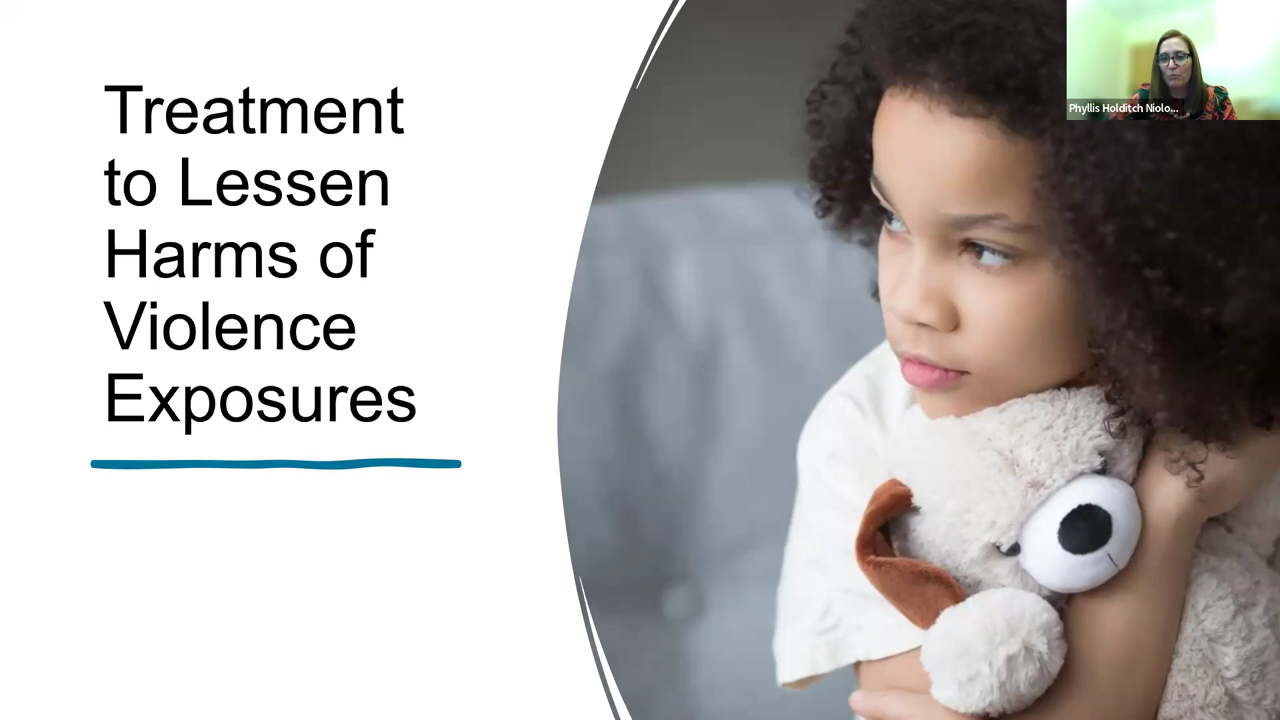 Treatment
to Lessen
Harms of
Violence
Exposures
Phyllis Holditch Niolo...